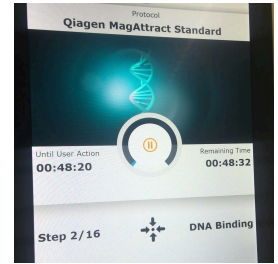 Protocol
Qiagen MagAttract Standard
Until User Action
00:48:20
Remaining Time
00:48:32
Step 2/16
DNA Binding